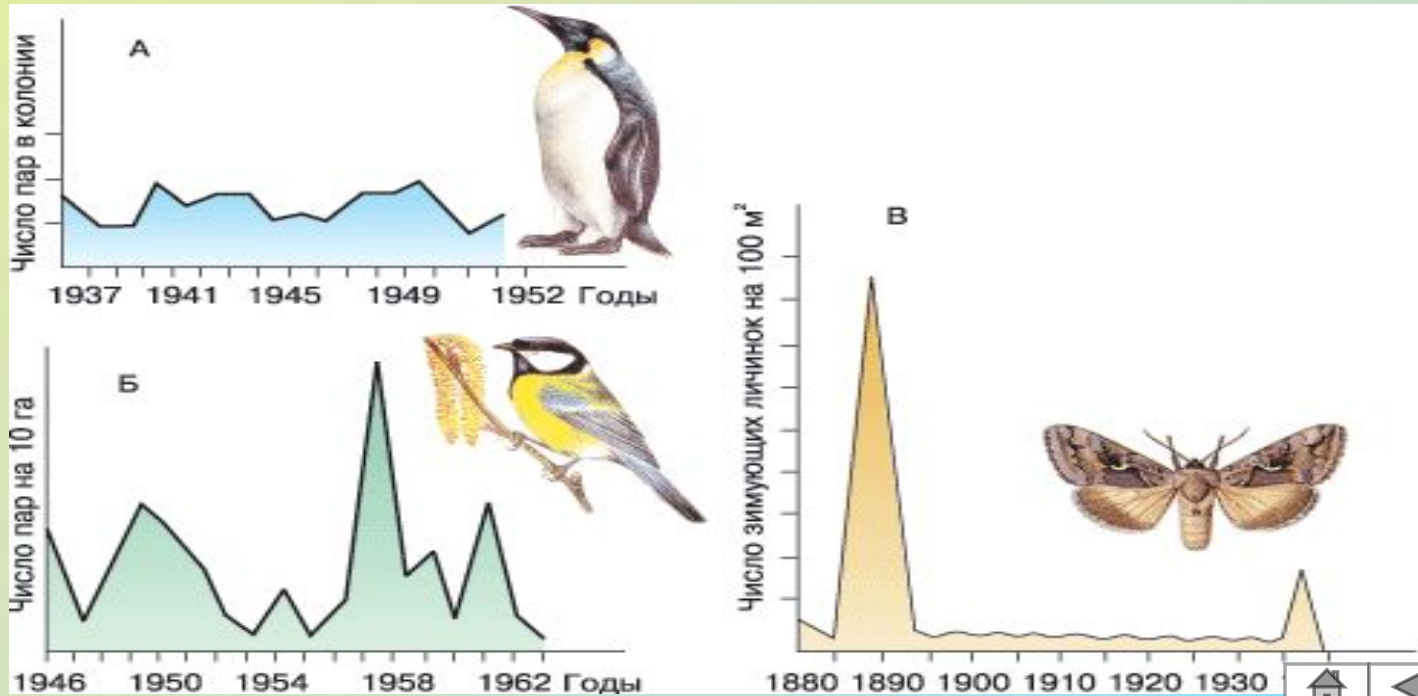 А
Число пар в колонии
1937 1941 1945 1949 1952 Годы
Б
Число пар на 10 га
1946 1950 1954 1958 1962 Годы
В
Число зимующих личинок на 100 м²
1880 1890 1900 1910 1920 1930